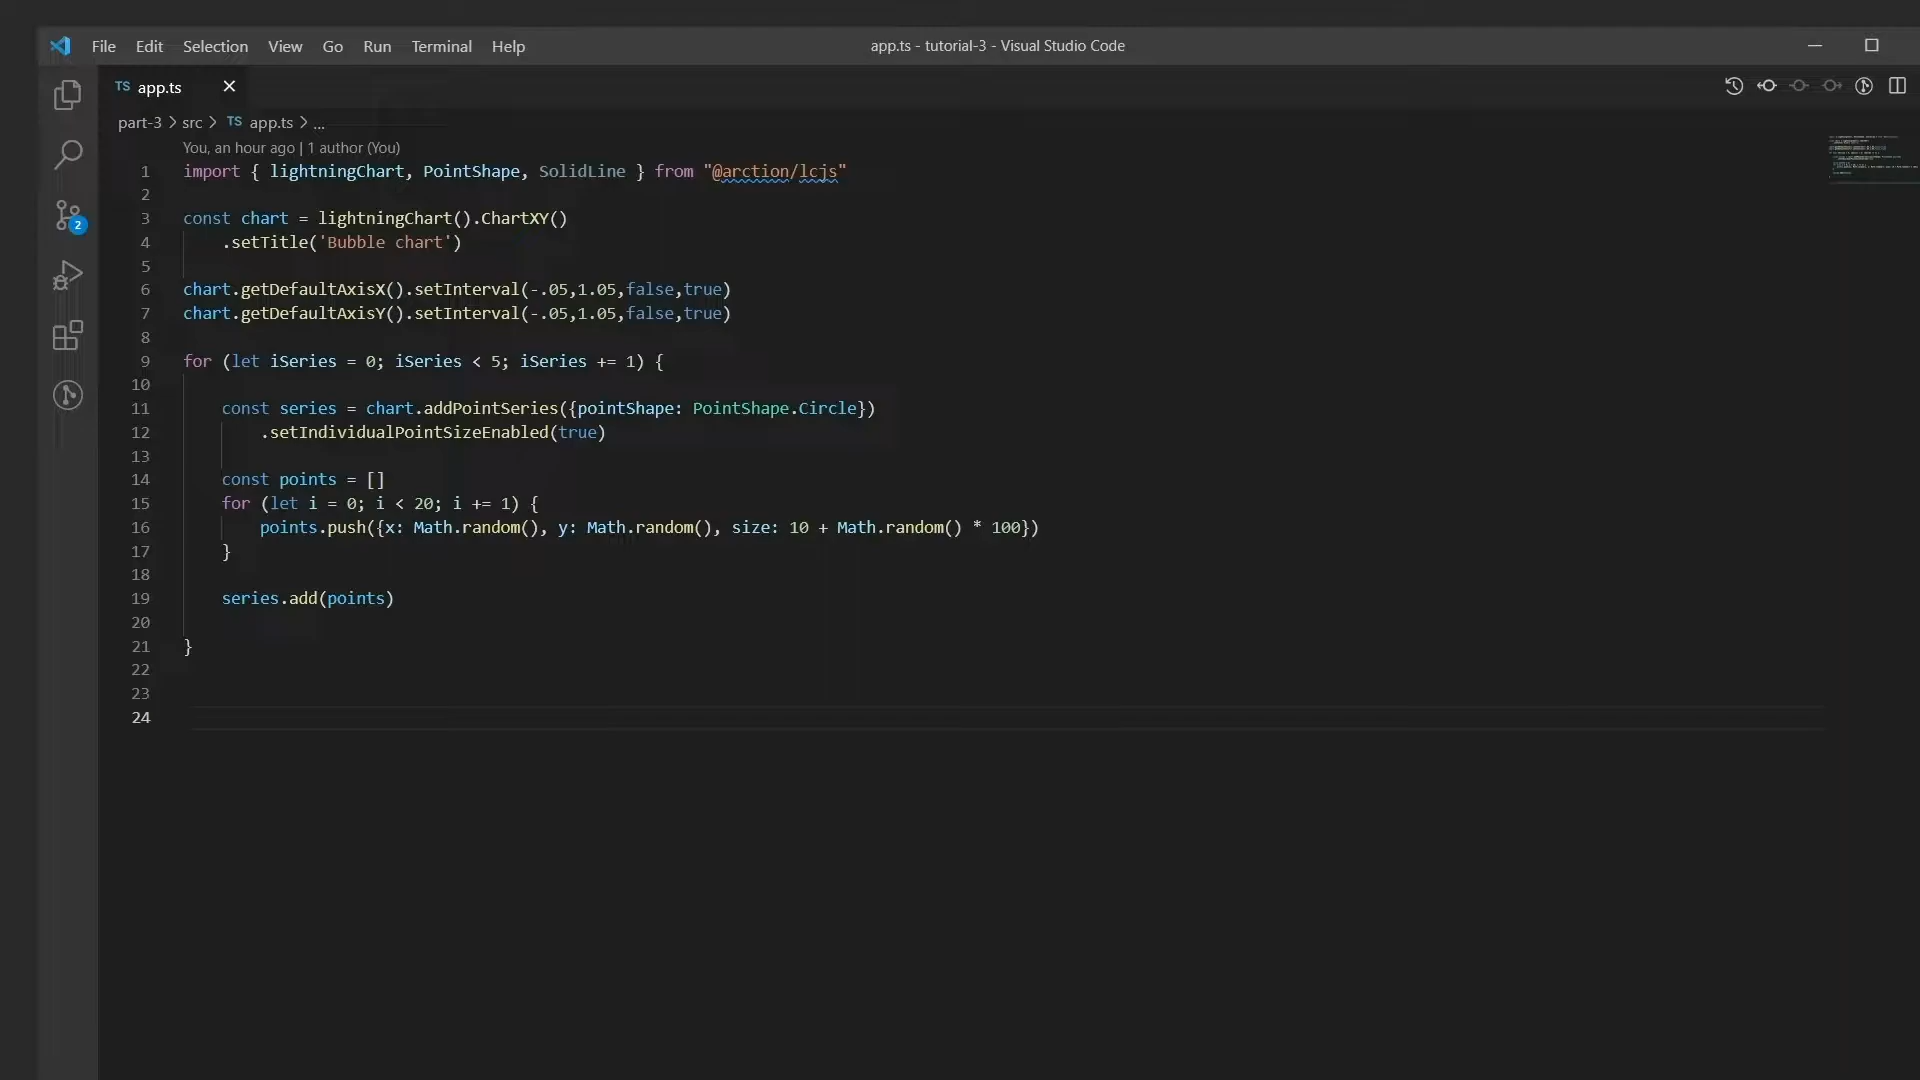 File Edit Selection View Go Run Terminal Help
app.ts - tutorial-3 - Visual Studio Code
TS app.ts
part-3 > src > TS app.ts > ...
You, an hour ago | 1 author (You)
1 import { lightningChart, PointShape, SolidLine } from "@arction/lcjs"
2
3 const chart = lightningChart().ChartXY()
4 .setTitle('Bubble chart')
5
6 chart.getDefaultAxisX().setInterval(-.05,1.05,false,true)
7 chart.getDefaultAxisY().setInterval(-.05,1.05,false,true)
8
9 for (let iSeries = 0; iSeries < 5; iSeries += 1) {
10
11 const series = chart.addPointSeries({pointShape: PointShape.Circle})
12 .setIndividualPointSizeEnabled(true)
13
14 const points = []
15 for (let i = 0; i < 20; i += 1) {
16 points.push({x: Math.random(), y: Math.random(), size: 10 + Math.random() * 100})
17 }
18
19 series.add(points)
20
21 }
22
23
24
2